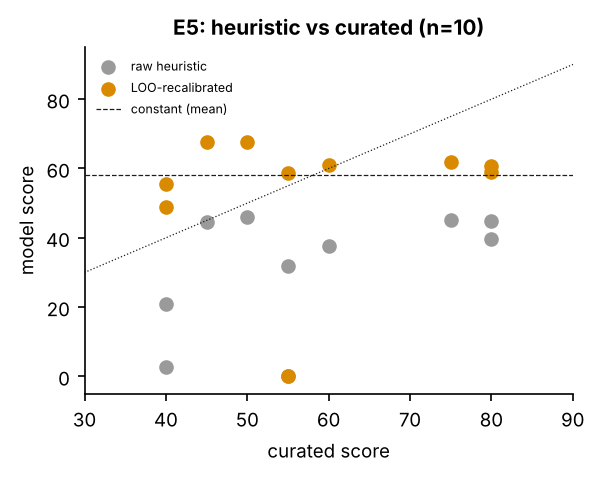 E5: heuristic vs curated (n=10)
raw heuristic
LOO-recalibrated
constant (mean)
model score
80
60
40
20
0
30 40 50 60 70 80 90
curated score